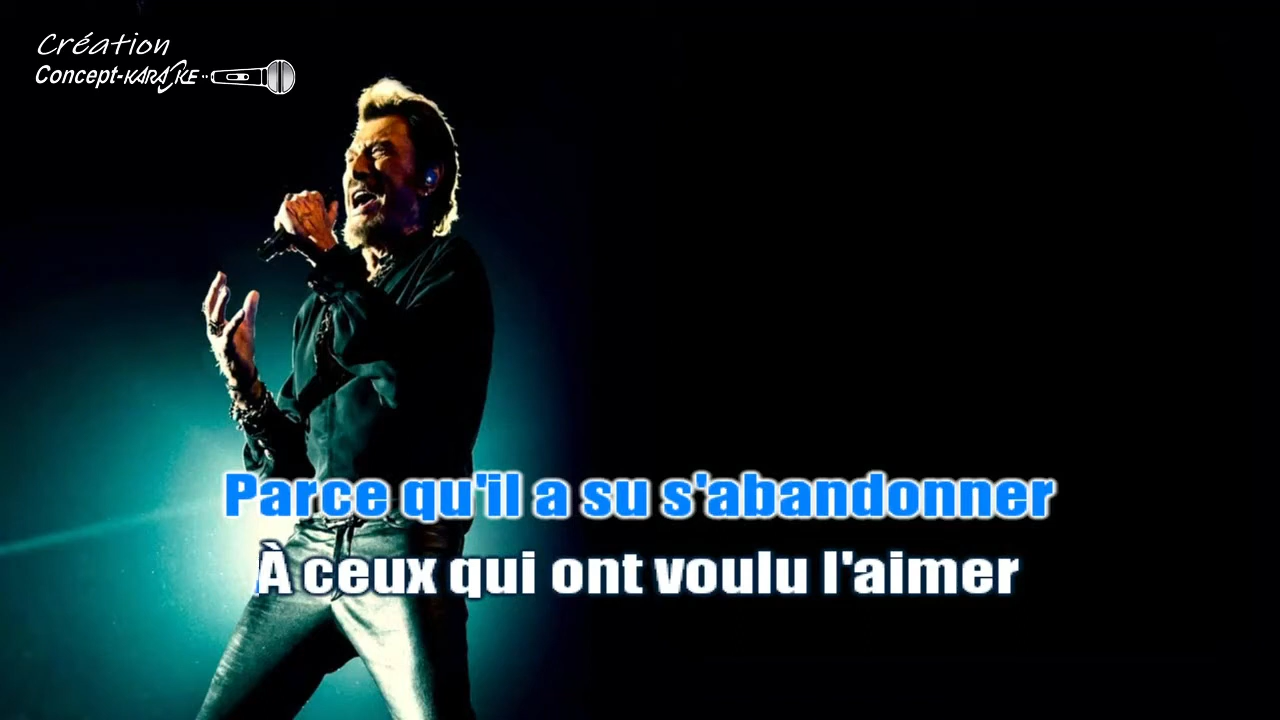 Création
Concept-KARAOKE
Parce qu'il a su s'abandonner
À ceux qui ont voulu l'aimer